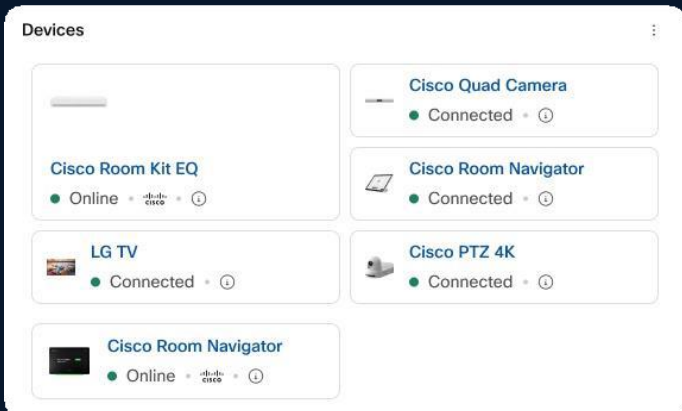 Devices
Cisco Room Kit EQ
Online
CISCO
Cisco Quad Camera
Connected
Cisco Room Navigator
Connected
LG TV
Connected
Cisco PTZ 4K
Connected
Cisco Room Navigator
Online
CISCO